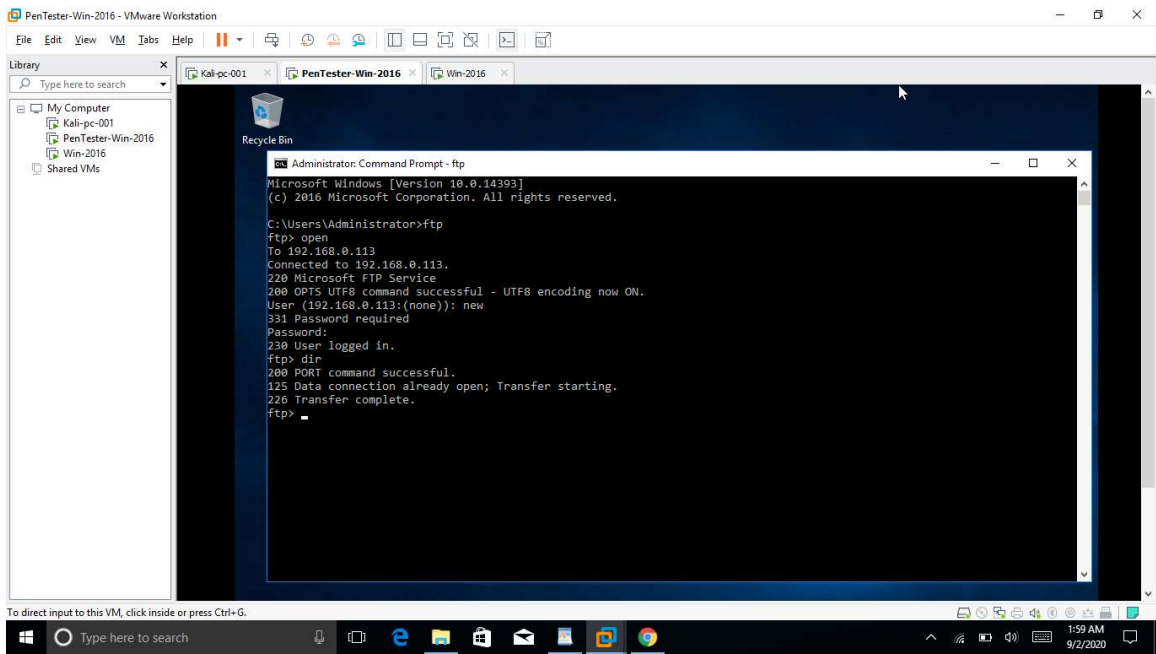 PenTester-Win-2016 - VMware Workstation
File Edit View VM Tabs Help
Library
Type here to search
My Computer
Kali-pc-001
PenTester-Win-2016
Win-2016
Shared VMs
Kali-pc-001 PenTester-Win-2016 Win-2016
Recycle Bin
Administrator: Command Prompt - ftp
Microsoft Windows [Version 10.0.14393]
(c) 2016 Microsoft Corporation. All rights reserved.
C:\Users\Administrator>ftp
ftp> open
To 192.168.0.113
Connected to 192.168.0.113.
220 Microsoft FTP Service
200 OPTS UTF8 command successful - UTF8 encoding now ON.
User (192.168.0.113:(none)): new
331 Password required
Password:
230 User logged in.
ftp> dir
200 PORT command successful.
125 Data connection already open; Transfer starting.
226 Transfer complete.
ftp>
To direct input to this VM, click inside or press Ctrl+G.
Type here to search
1:59 AM
9/2/2020